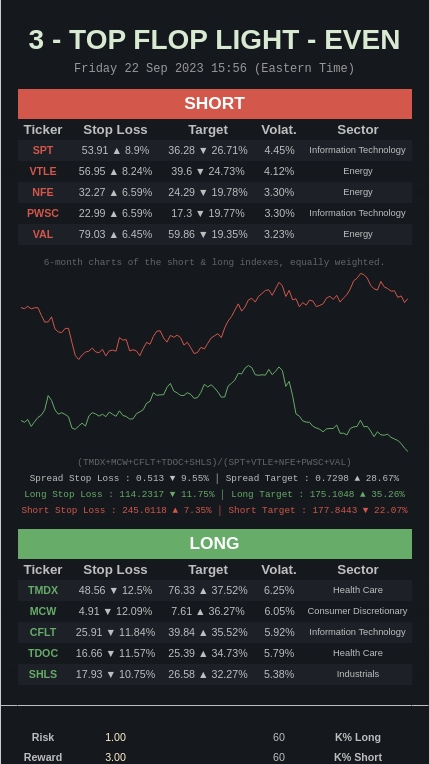 3 - TOP FLOP LIGHT - EVEN
Friday 22 Sep 2023 15:56 (Eastern Time)
SHORT
Ticker Stop Loss Target Volat. Sector
SPT 53.91 ▲ 8.9% 36.28 ▼ 26.71% 4.45% Information Technology
VTLE 56.95 ▲ 8.24% 39.6 ▼ 24.73% 4.12% Energy
NFE 32.27 ▲ 6.59% 24.29 ▼ 19.78% 3.30% Energy
PWSC 22.99 ▲ 6.59% 17.3 ▼ 19.77% 3.30% Information Technology
VAL 79.03 ▲ 6.45% 59.86 ▼ 19.35% 3.23% Energy
6-month charts of the short & long indexes, equally weighted.
(TMDX+MCW+CFLT+TDOC+SHLS)/(SPT+VTLE+NFE+PWSC+VAL)
Spread Stop Loss : 0.513 ▼ 9.55% | Spread Target : 0.7298 ▲ 28.67%
Long Stop Loss : 114.2317 ▼ 11.75% | Long Target : 175.1048 ▲ 35.26%
Short Stop Loss : 245.0118 ▲ 7.35% | Short Target : 177.8443 ▼ 22.07%
LONG
Ticker Stop Loss Target Volat. Sector
TMDX 48.56 ▼ 12.5% 76.33 ▲ 37.52% 6.25% Health Care
MCW 4.91 ▼ 12.09% 7.61 ▲ 36.27% 6.05% Consumer Discretionary
CFLT 25.91 ▼ 11.84% 39.84 ▲ 35.52% 5.92% Information Technology
TDOC 16.66 ▼ 11.57% 25.39 ▲ 34.73% 5.79% Health Care
SHLS 17.93 ▼ 10.75% 26.58 ▲ 32.27% 5.38% Industrials
Risk 1.00 60 K% Long
Reward 3.00 60 K% Short